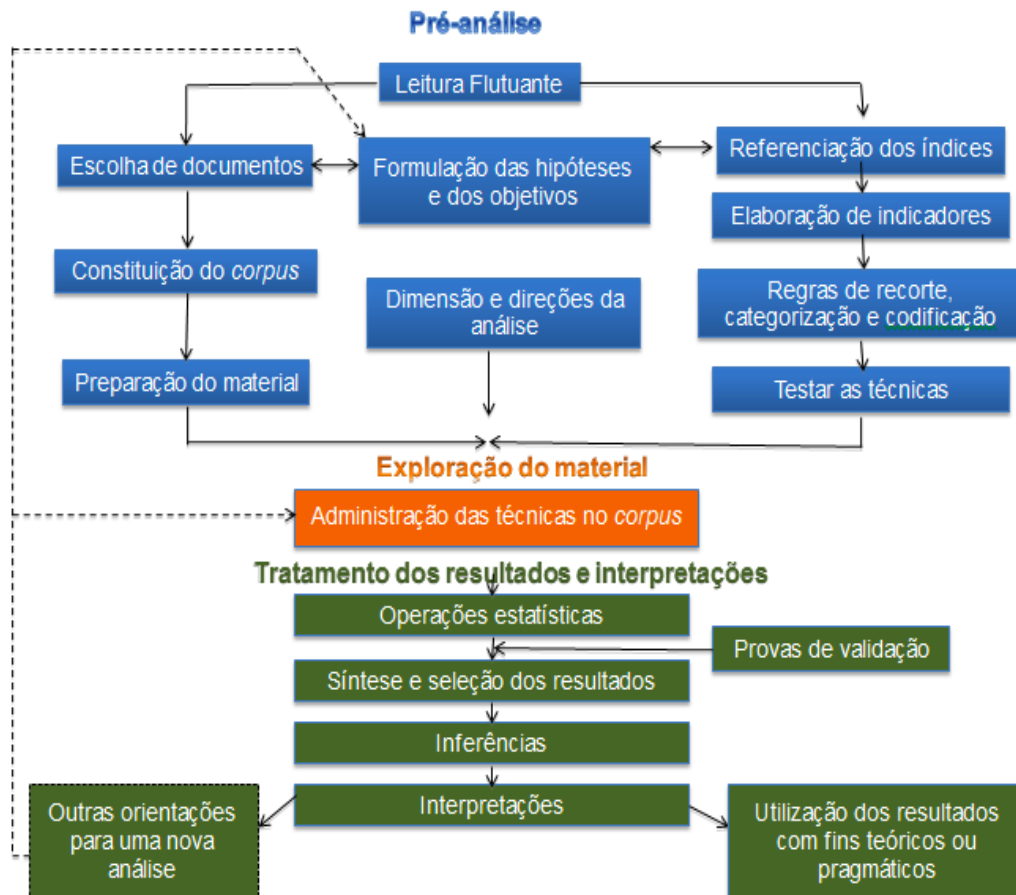 Pré-análise
Leitura Flutuante
Escolha de documentos
Formulação das hipóteses
e dos objetivos
Referenciação dos índices
Elaboração de indicadores
Constituição do corpus
Dimensão e direções da
análise
Regras de recorte,
categorização e codificação
Preparação do material
Testar as técnicas
Exploração do material
Administração das técnicas no corpus
Tratamento dos resultados e interpretações
Operações estatísticas
Provas de validação
Síntese e seleção dos resultados
Inferências
Interpretações
Outras orientações
para uma nova
análise
Utilização dos resultados
com fins teóricos ou
pragmáticos